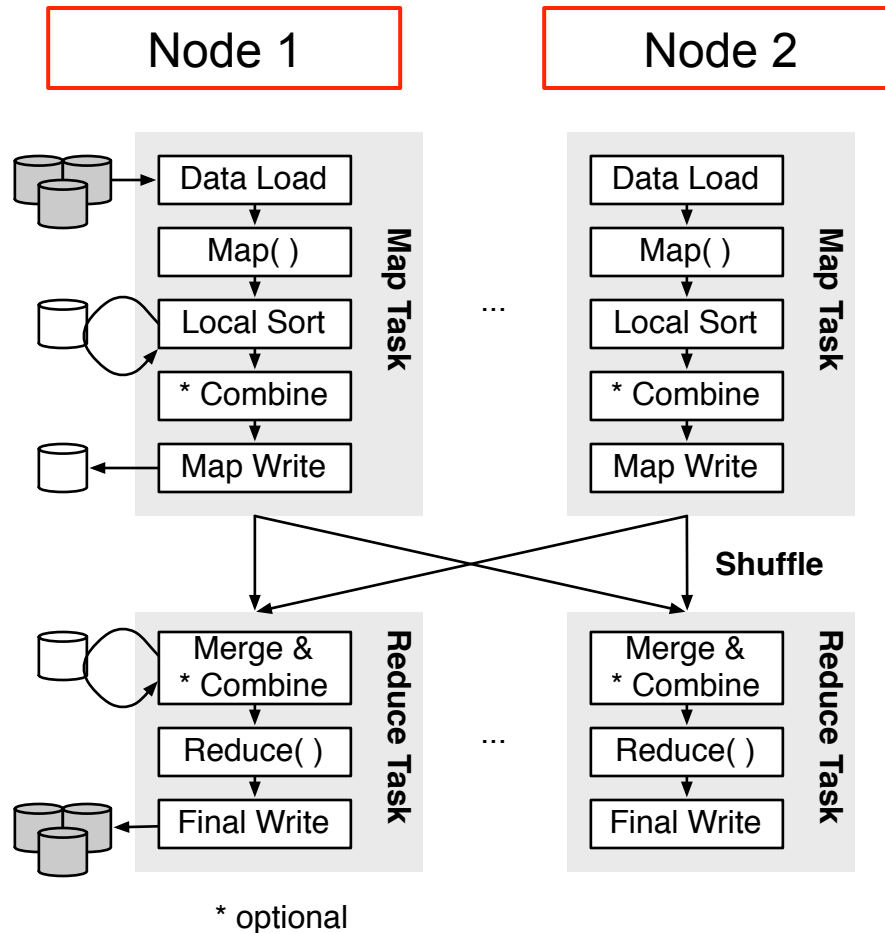 Node 1
Node 2
Data Load
Map( )
Local Sort
* Combine
Map Write
Map Task
...
Data Load
Map( )
Local Sort
* Combine
Map Write
Map Task
Shuffle
Merge &
* Combine
Reduce( )
Final Write
Reduce Task
...
Merge &
* Combine
Reduce( )
Final Write
Reduce Task
* optional